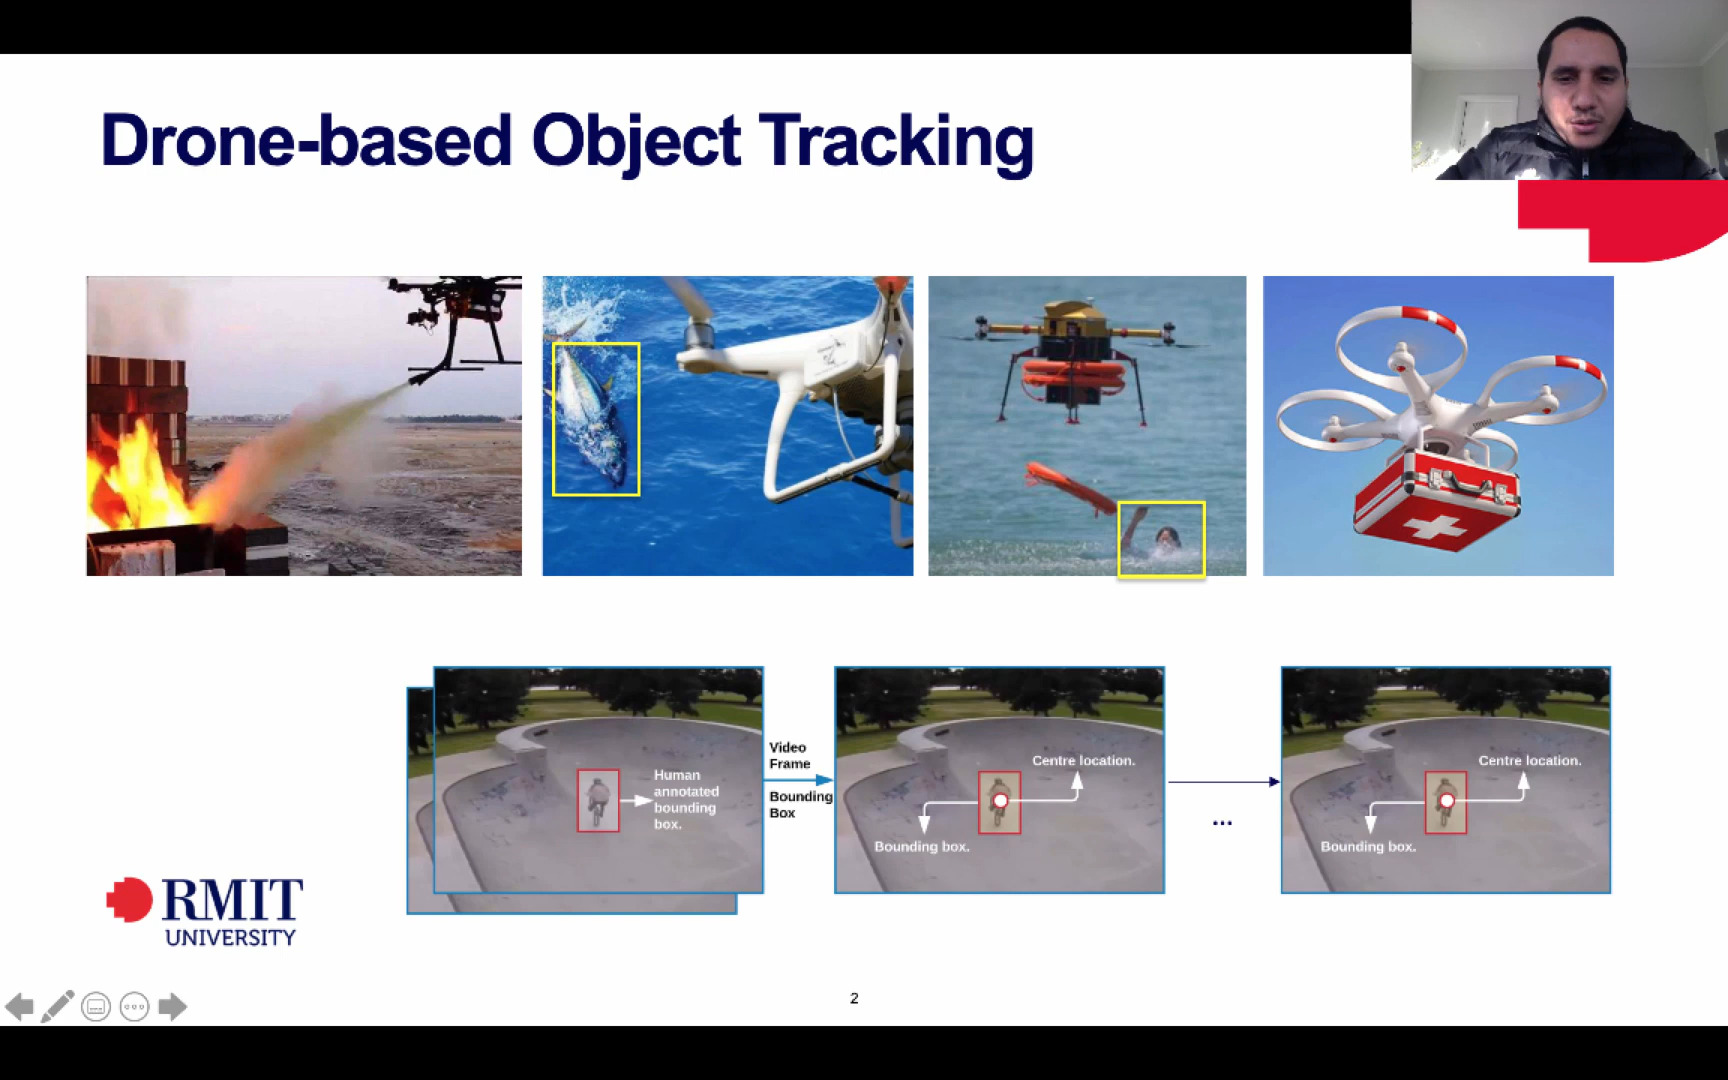 Drone-based Object Tracking
Human
annotated
bounding
box.
Video
Frame
Bounding
Box
Centre location.
Bounding box.
...
Centre location.
Bounding box.
RMIT
UNIVERSITY
2